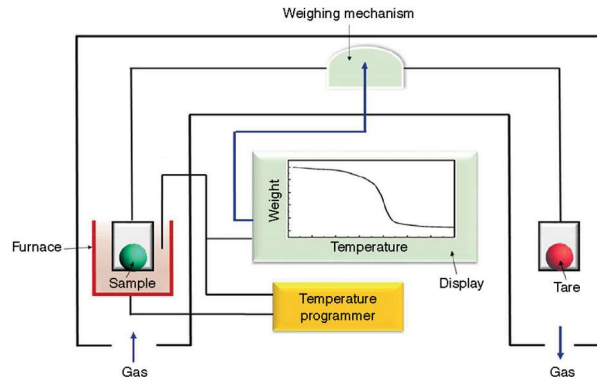 Weighing mechanism
Weight
Temperature
Furnace
Sample
Display
Tare
Temperature
programmer
Gas
Gas